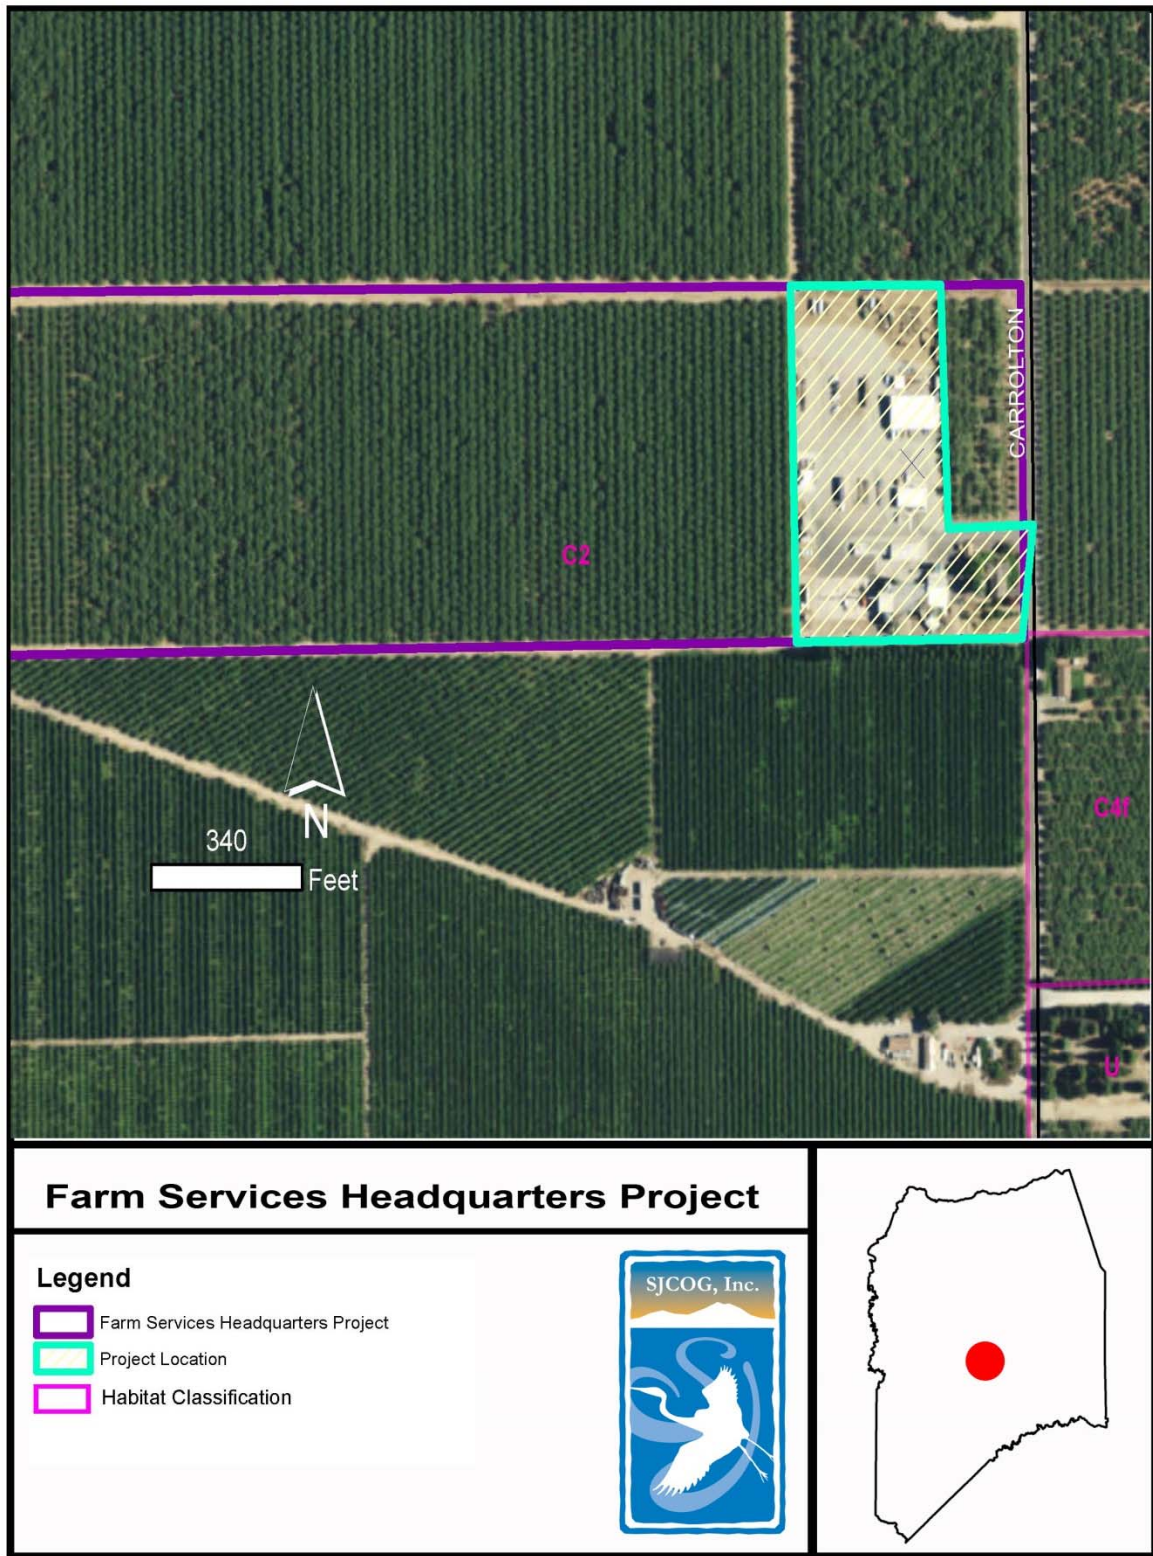 CARROLTON
C2
C4f
N
340
Feet
U
Farm Services Headquarters Project
Legend
Farm Services Headquarters Project
Project Location
Habitat Classification
SJCOG, Inc.